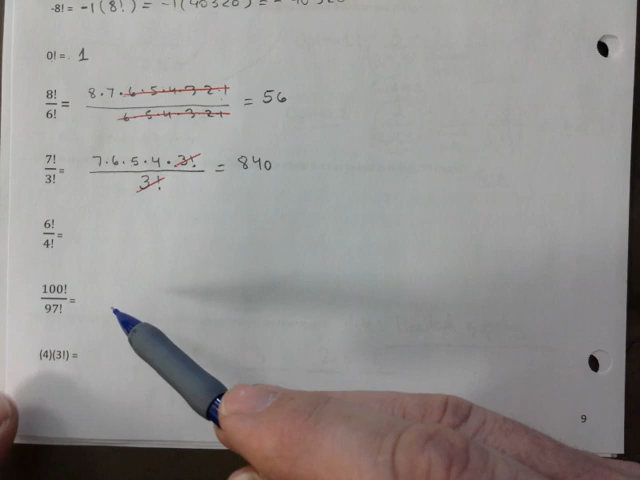 -8! = -1(8!) = -1(40320) = -40320
0! = . 1
8!/6! = 8·7·6·5·4·3·2·1/6·5·4·3·2·1 = 56
7!/3! = 7·6·5·4·3!/3! = 840
6!/4! =
100!/97! =
(4)(3!) =
9